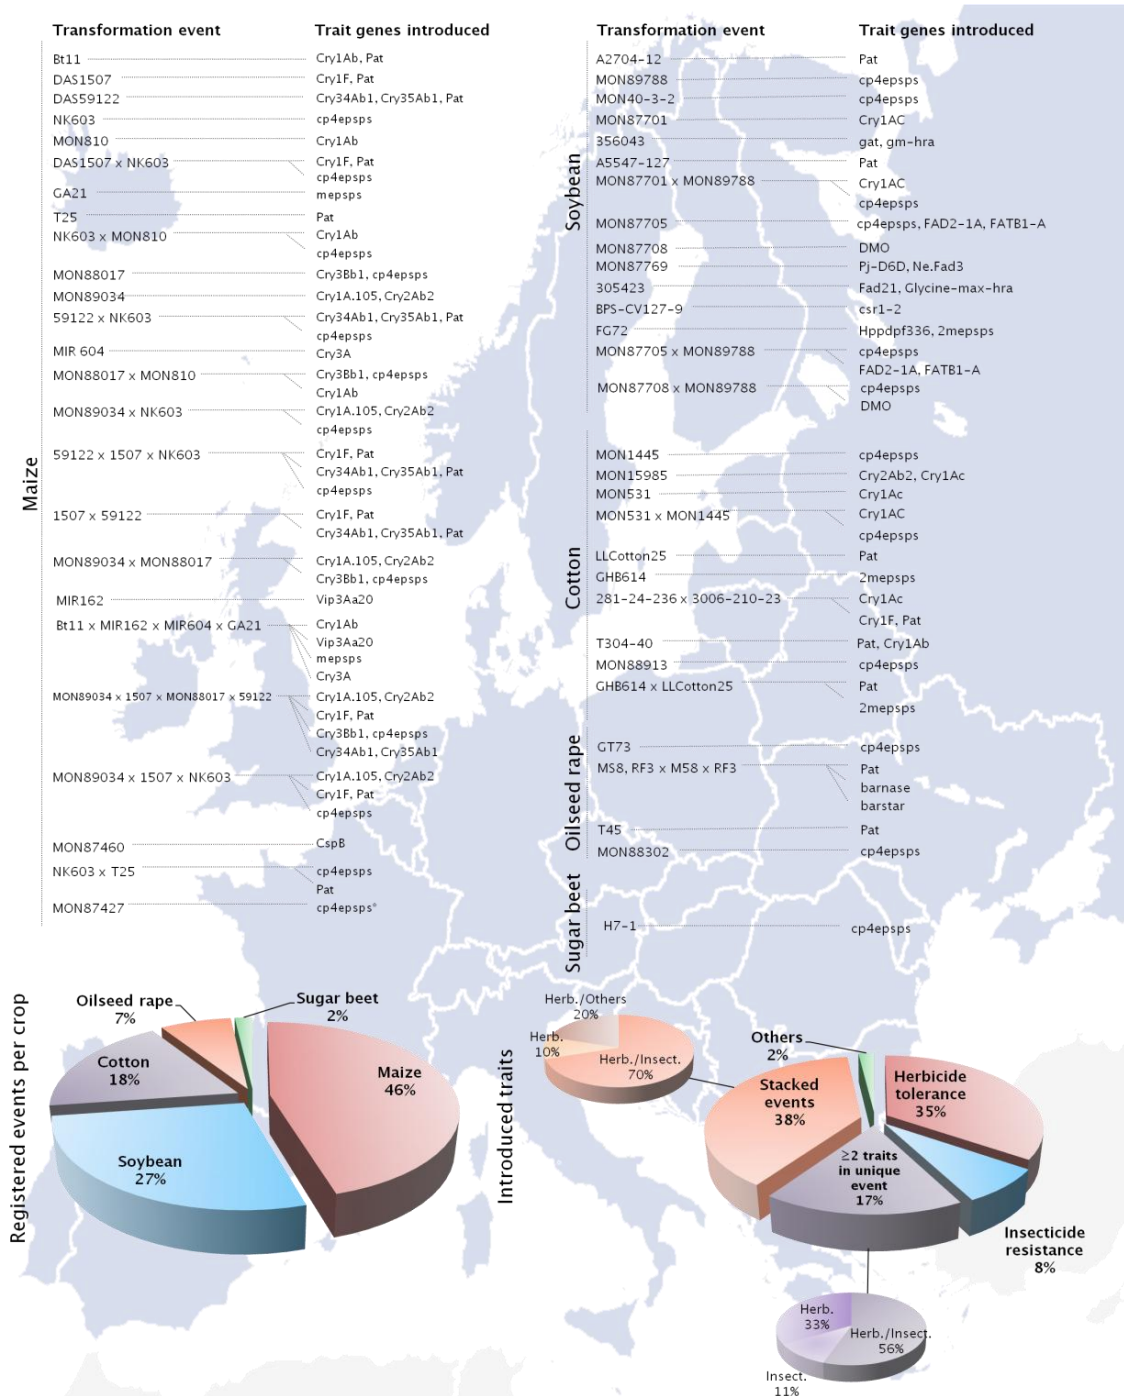 Transformation event Trait genes introduced
Maize
Bt11 Cry1Ab, Pat
DAS1507 Cry1F, Pat
DAS59122 Cry34Ab1, Cry35Ab1, Pat
NK603 cp4epsps
MON810 Cry1Ab
DAS1507 x NK603 Cry1F, Pat
cp4epsps
GA21 mepsps
T25 Pat
NK603 x MON810 Cry1Ab
cp4epsps
MON88017 Cry3Bb1, cp4epsps
MON89034 Cry1A.105, Cry2Ab2
59122 x NK603 Cry34Ab1, Cry35Ab1, Pat
cp4epsps
MIR 604 Cry3A
MON88017 x MON810 Cry3Bb1, cp4epsps
Cry1Ab
MON89034 x NK603 Cry1A.105, Cry2Ab2
cp4epsps
59122 x 1507 x NK603 Cry1F, Pat
Cry34Ab1, Cry35Ab1, Pat
cp4epsps
1507 x 59122 Cry1F, Pat
Cry34Ab1, Cry35Ab1, Pat
MON89034 x MON88017 Cry1A.105, Cry2Ab2
Cry3Bb1, cp4epsps
MIR162 Vip3Aa20
Bt11 x MIR162 x MIR604 x GA21 Cry1Ab
Vip3Aa20
mepsps
Cry3A
MON89034 x 1507 x MON88017 x 59122 Cry1A.105, Cry2Ab2
Cry1F, Pat
Cry3Bb1, cp4epsps
Cry34Ab1, Cry35Ab1
MON89034 x 1507 x NK603 Cry1A.105, Cry2Ab2
Cry1F, Pat
cp4epsps
MON87460 CspB
NK603 x T25 cp4epsps
Pat
MON87427 cp4epsps°
Transformation event Trait genes introduced
Soybean
A2704-12 Pat
MON89788 cp4epsps
MON40-3-2 cp4epsps
MON87701 Cry1AC
356043 gat, gm-hra
A5547-127 Pat
MON87701 x MON89788 Cry1AC
cp4epsps
MON87705 cp4epsps, FAD2-1A, FATB1-A
MON87708 DMO
MON87769 Pj-D6D, Ne.Fad3
305423 Fad21, Glycine-max-hra
BPS-CV127-9 csr1-2
FG72 Hppdpf336, 2mepsps
MON87705 x MON89788 cp4epsps
FAD2-1A, FATB1-A
MON87708 x MON89788 cp4epsps
DMO
Cotton
MON1445 cp4epsps
MON15985 Cry2Ab2, Cry1Ac
MON531 Cry1Ac
MON531 x MON1445 Cry1AC
cp4epsps
LLCotton25 Pat
GHB614 2mepsps
281-24-236 x 3006-210-23 Cry1Ac
Cry1F, Pat
T304-40 Pat, Cry1Ab
MON88913 cp4epsps
GHB614 x LLCotton25 Pat
2mepsps
Oilseed rape
GT73 cp4epsps
MS8, RF3 x M58 x RF3 Pat
barnase
barstar
T45 Pat
MON88302 cp4epsps
Sugar beet
H7-1 cp4epsps
Registered events per crop
Oilseed rape
7%
Sugar beet
2%
Cotton
18%
Maize
46%
Soybean
27%
Introduced traits
Herb./Others
20%
Herb.
10%
Herb./Insect.
70%
Others
2%
Stacked
events
38%
Herbicide
tolerance
35%
≥2 traits
in unique
event
17%
Insecticide
resistance
8%
Herb.
33%
Herb./Insect.
56%
Insect.
11%